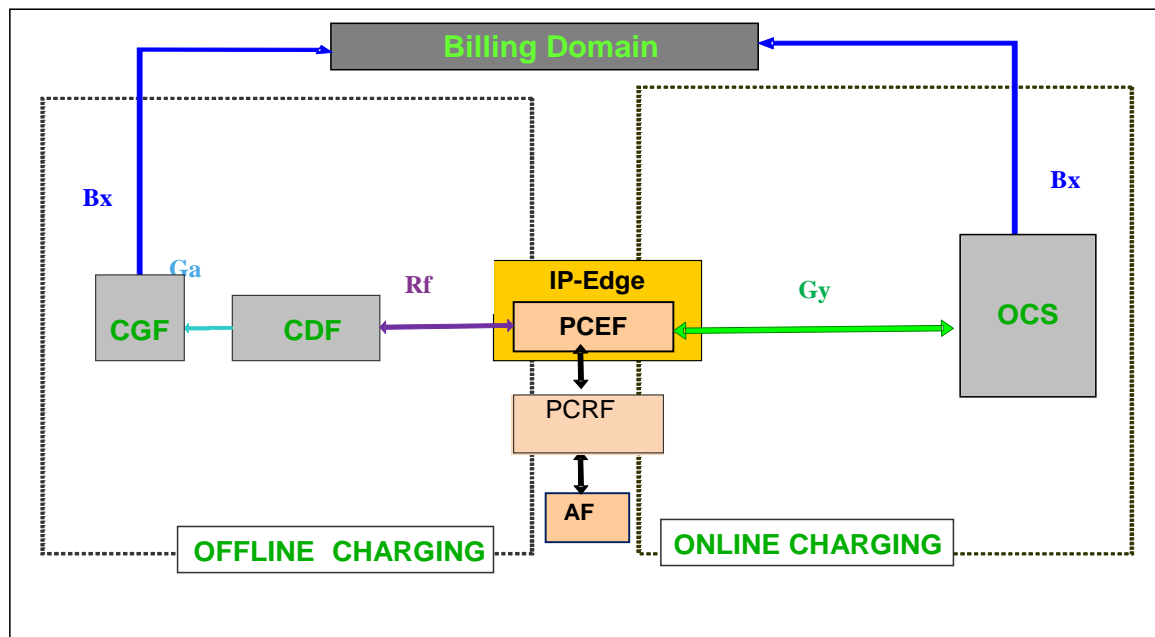 Billing Domain
Bx
Bx
Ga
Rf
IP-Edge
Gy
PCEF
CGF
CDF
OCS
PCRF
AF
OFFLINE CHARGING
ONLINE CHARGING